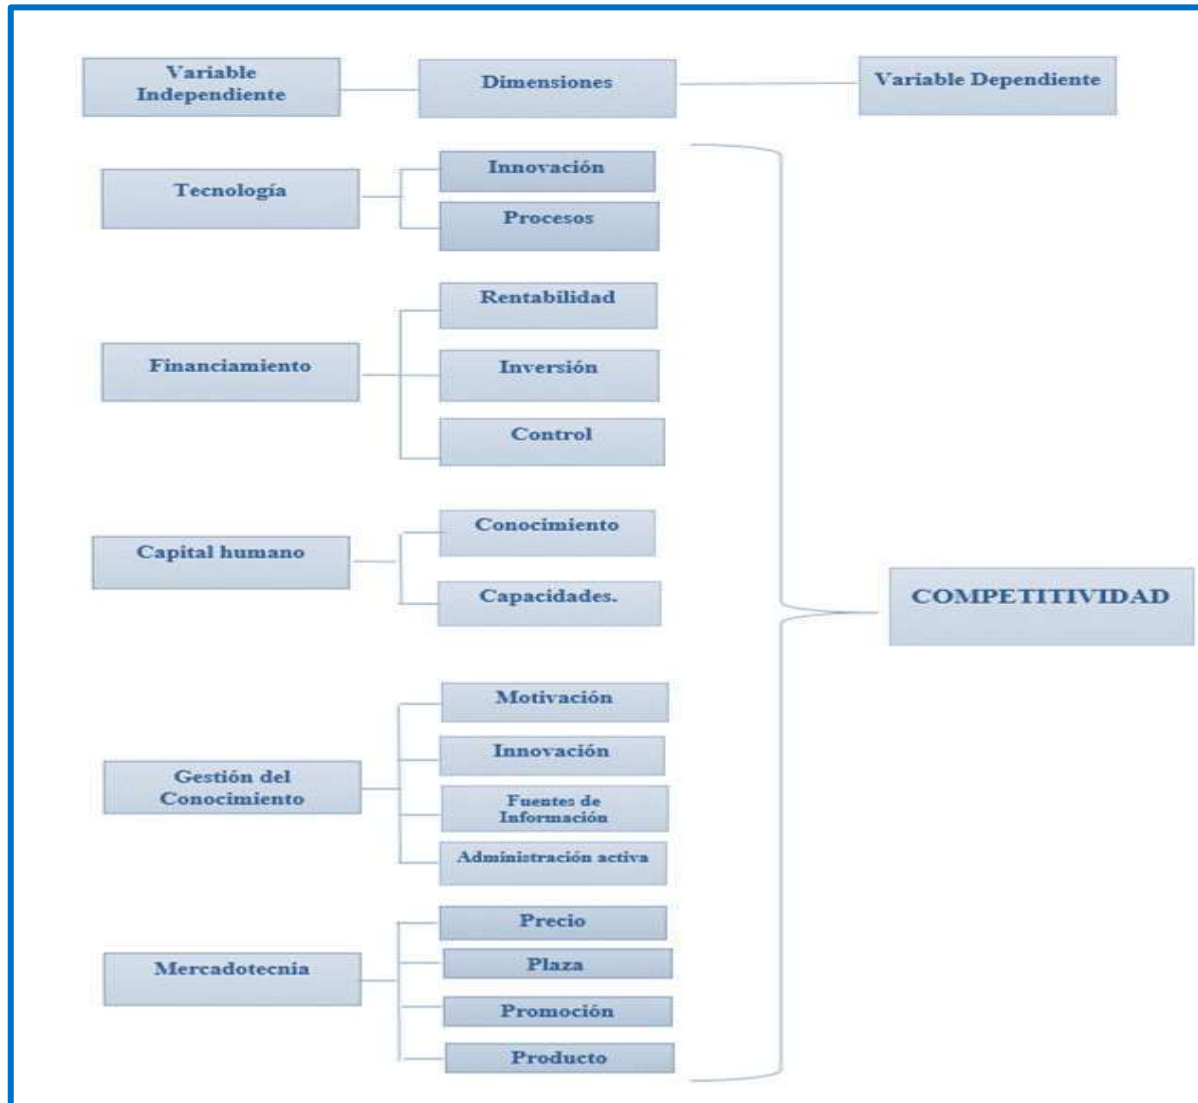 Variable
Independiente
Dimensiones
Variable Dependiente
Tecnología
Innovación
Procesos
Financiamiento
Rentabilidad
Inversión
Control
Capital humano
Conocimiento
Capacidades.
Gestión del
Conocimiento
Motivación
Innovación
Fuentes de
Información
Administración activa
Mercadotecnia
Precio
Plaza
Promoción
Producto
COMPETITIVIDAD